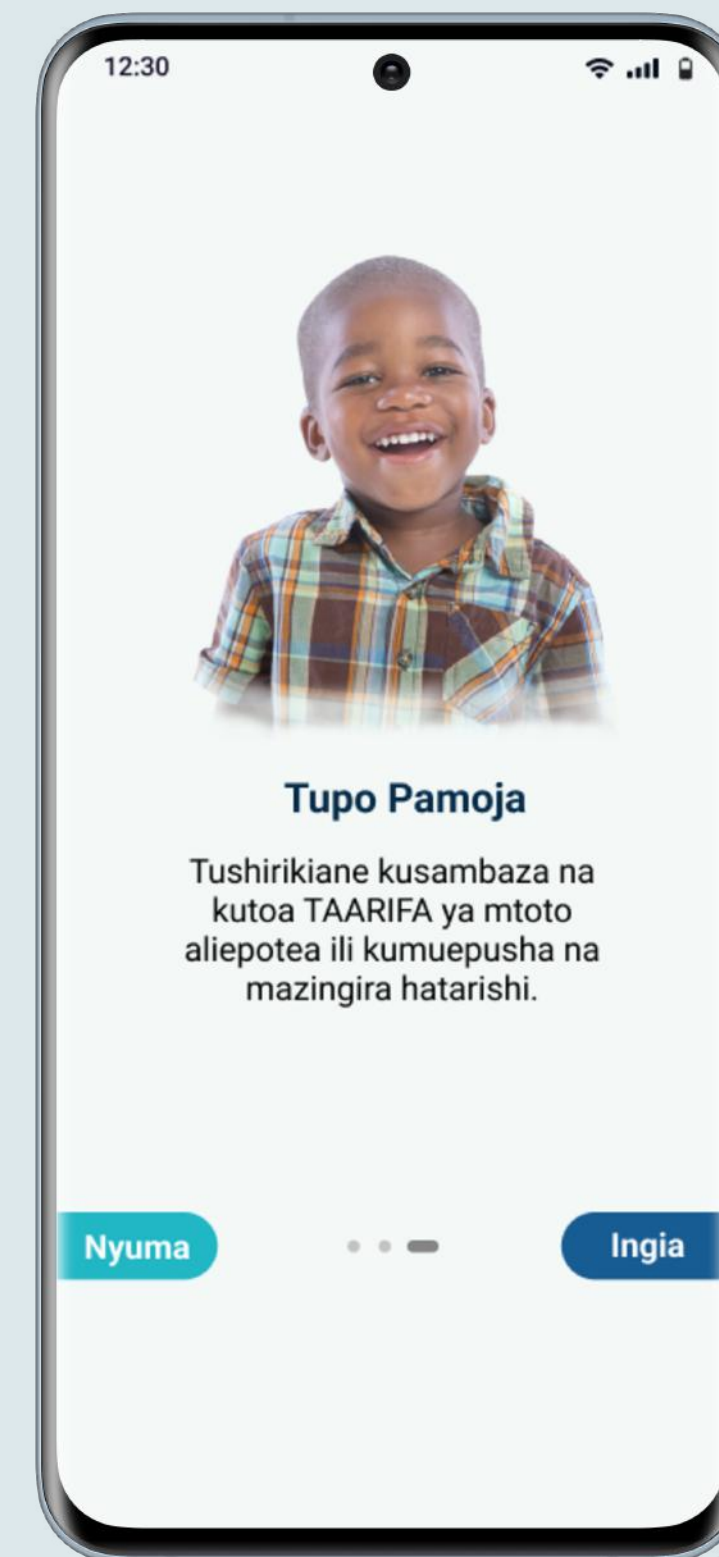 12:30
Tupo Pamoja
Tushirikiane kusambaza na
kutoa TAARIFA ya mtoto
aliepotea ili kumuepusha na
mazingira hatarishi.
Nyuma
Ingia